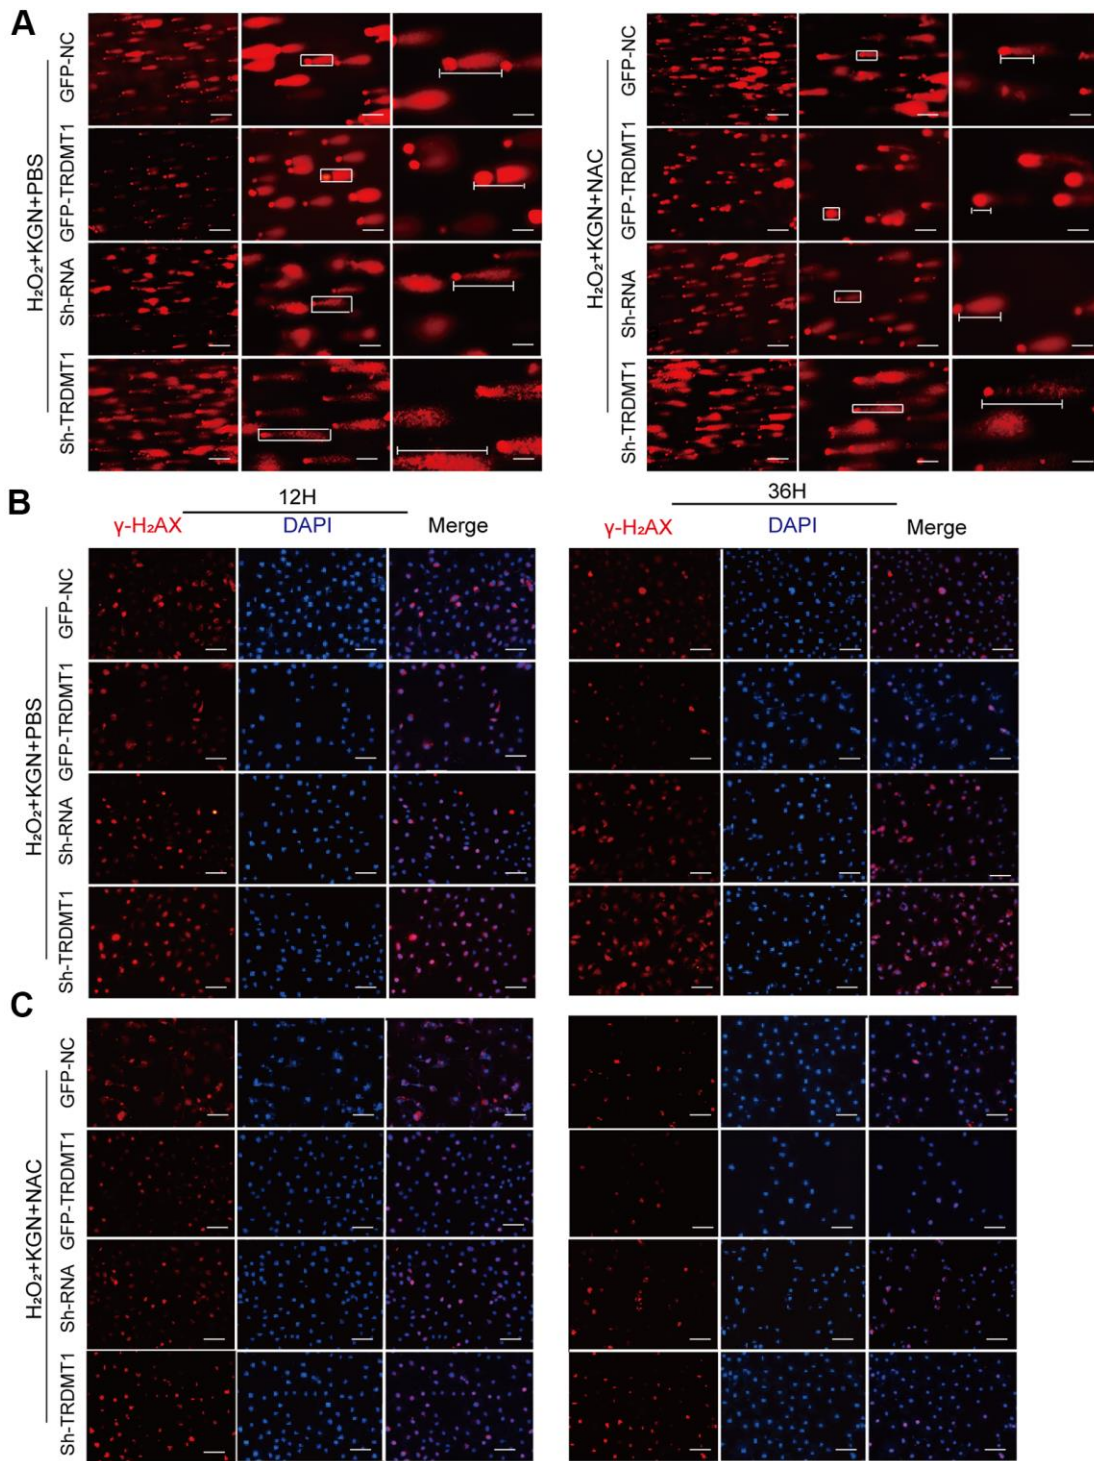 A
H₂O₂+KGN+PBS
GFP-NC
GFP-TRDMT1
Sh-RNA
Sh-TRDMT1
H₂O₂+KGN+NAC
GFP-NC
GFP-TRDMT1
Sh-RNA
Sh-TRDMT1
B
12H
γ-H₂AX DAPI Merge
36H
γ-H₂AX DAPI Merge
H₂O₂+KGN+PBS
GFP-NC
GFP-TRDMT1
Sh-RNA
Sh-TRDMT1
C
H₂O₂+KGN+NAC
GFP-NC
GFP-TRDMT1
Sh-RNA
Sh-TRDMT1